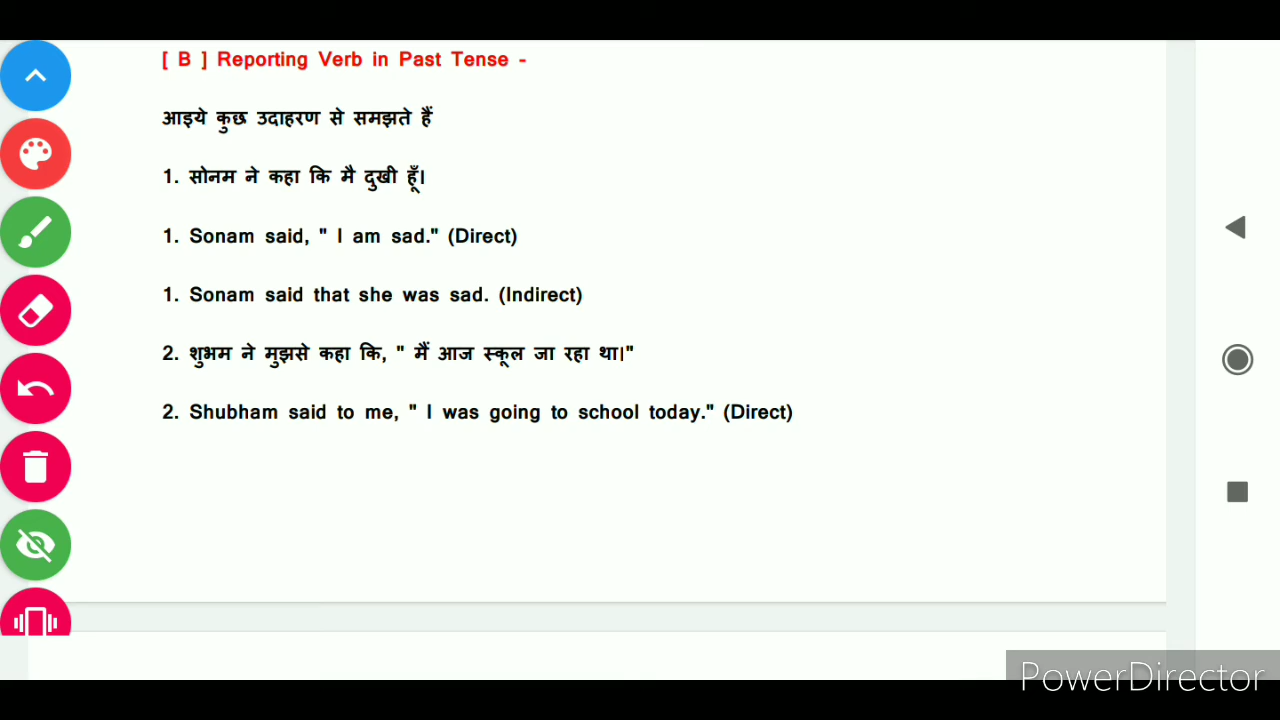 [ B ] Reporting Verb in Past Tense -
आइये कुछ उदाहरण से समझते हैं
1. सोनम ने कहा कि मै दुखी हूँ।
1. Sonam said, " I am sad." (Direct)
1. Sonam said that she was sad. (Indirect)
2. शुभम ने मुझसे कहा कि, " मैं आज स्कूल जा रहा था।"
2. Shubham said to me, " I was going to school today." (Direct)
PowerDirector